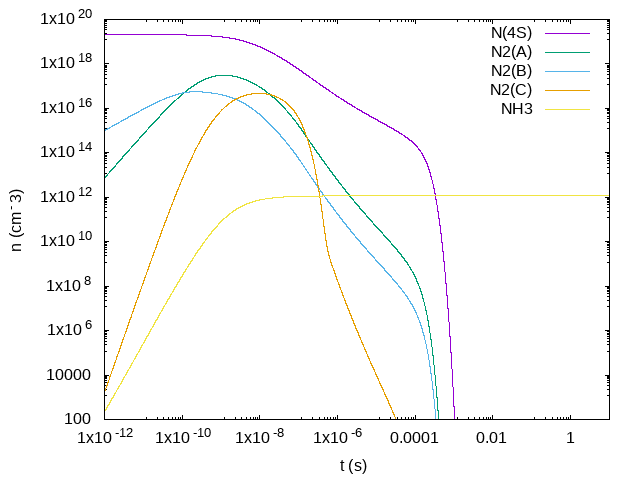 1x10^20
1x10^18
1x10^16
1x10^14
1x10^12
1x10^10
1x10^8
1x10^6
10000
100
n (cm^-3)
N(4S)
N2(A)
N2(B)
N2(C)
NH3
1x10^-12
1x10^-10
1x10^-8
1x10^-6
0.0001
0.01
1
t (s)